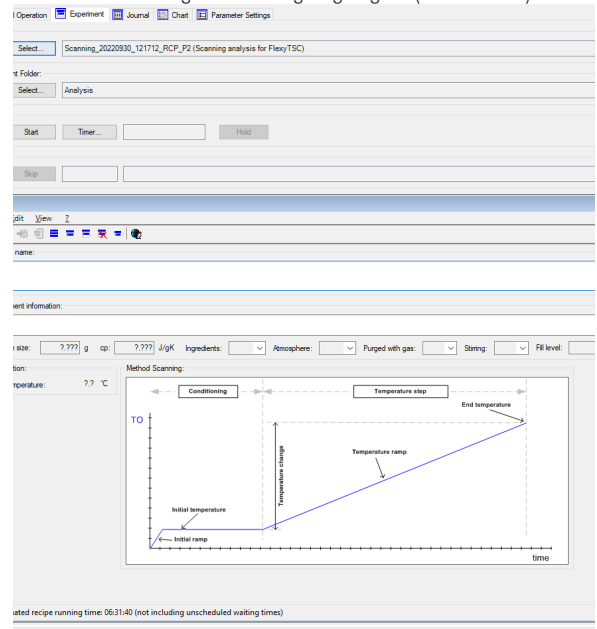 Operation Experiment Journal Chart Parameter Settings
Select... Scanning_20220930_121712_RCP_P2 (Scanning analysis for FlexyTSC)
nt Folder:
Select... Analysis
Start Timer... Hold
Skip
Edit View ?
name:
ment information:
e size: ?.??? g cp: ?.??? J/gK Ingredients: Atmosphere: Purged with gas: Stirring: Fill level:
tion: Method Scanning:
mperature: ?.? °C
Conditioning Temperature step
End temperature
TO
Temperature change
Temperature ramp
Initial temperature
Initial ramp
time
ated recipe running time: 06:31:40 (not including unscheduled waiting times)